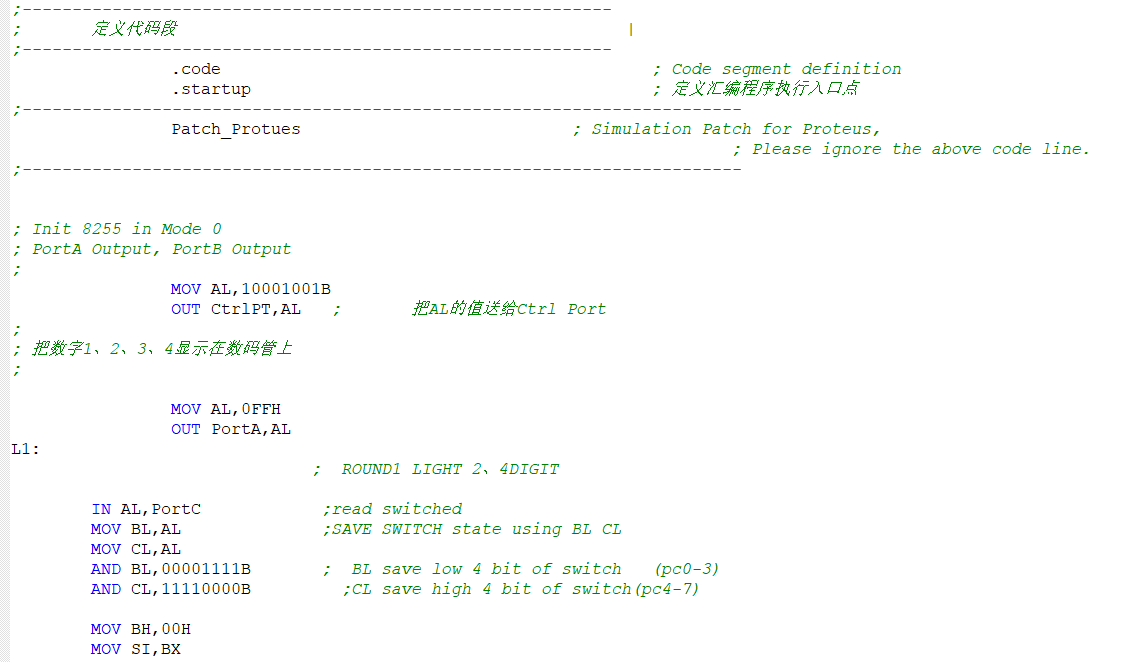 ;-----------------------------------------------------------
; 定义代码段
;-----------------------------------------------------------
.code ; Code segment definition
.startup ; 定义汇编程序执行入口点
;------------------------------------------------------------------------
Patch_Protues ; Simulation Patch for Proteus,
; Please ignore the above code line.
;------------------------------------------------------------------------
; Init 8255 in Mode 0
; PortA Output, PortB Output
;
MOV AL,10001001B
OUT CtrlPT,AL ; 把AL的值送给Ctrl Port
;
; 把数字1、2、3、4显示在数码管上
;
MOV AL,0FFH
OUT PortA,AL
L1:
; ROUND1 LIGHT 2、4DIGIT
IN AL,PortC ;read switched
MOV BL,AL ;SAVE SWITCH state using BL CL
MOV CL,AL
AND BL,00001111B ; BL save low 4 bit of switch (pc0-3)
AND CL,11110000B ;CL save high 4 bit of switch(pc4-7)
MOV BH,00H
MOV SI,BX